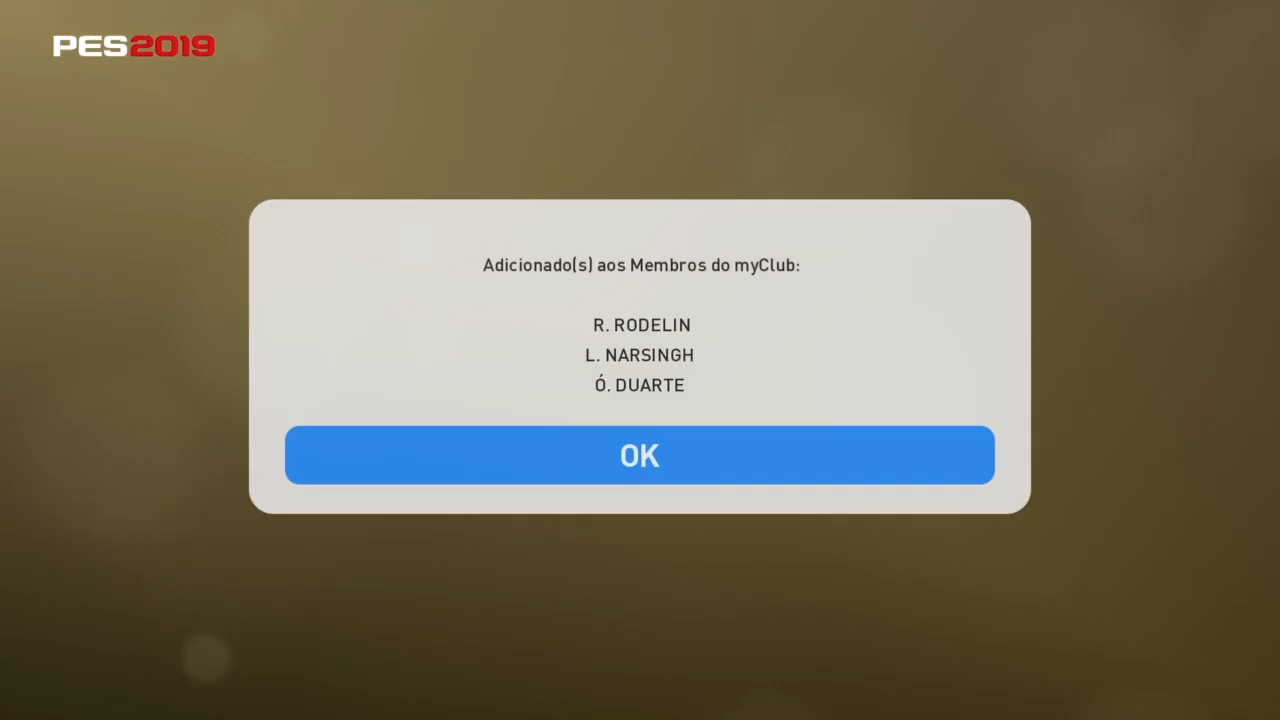 PES2019
Adicionado(s) aos Membros do myClub:
R. RODELIN
L. NARSINGH
Ó. DUARTE
OK